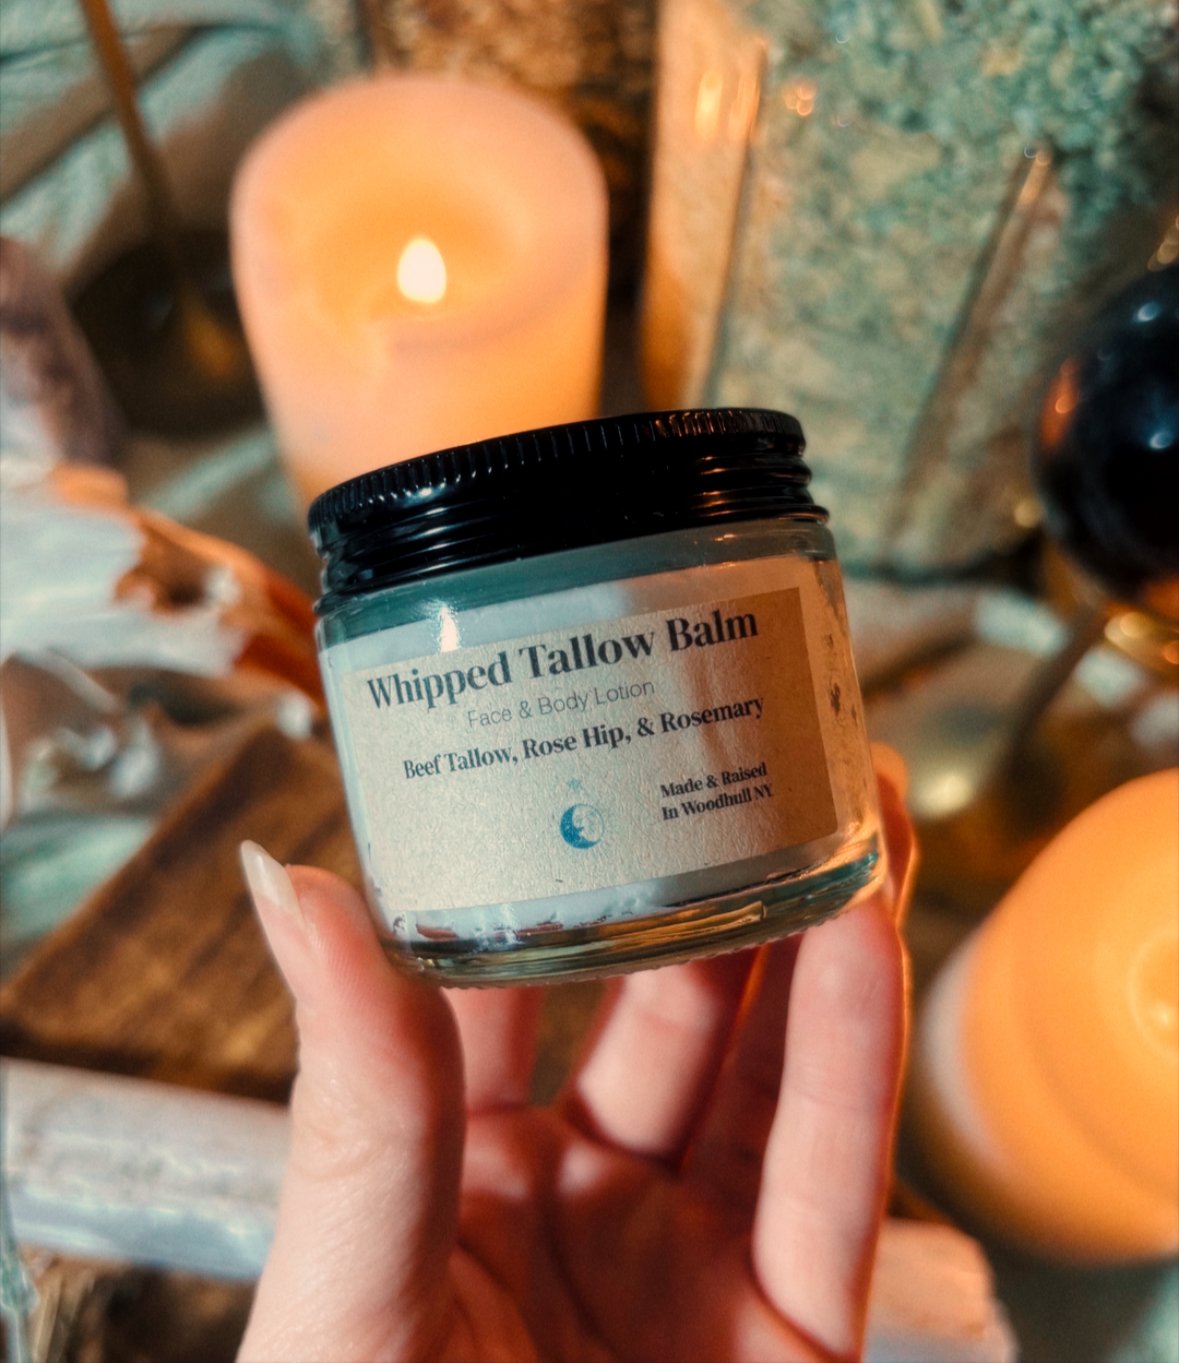 Whipped Tallow Balm
Face & Body Lotion
Beef Tallow, Rose Hip, & Rosemary
Made & Raised
In Woodhull NY